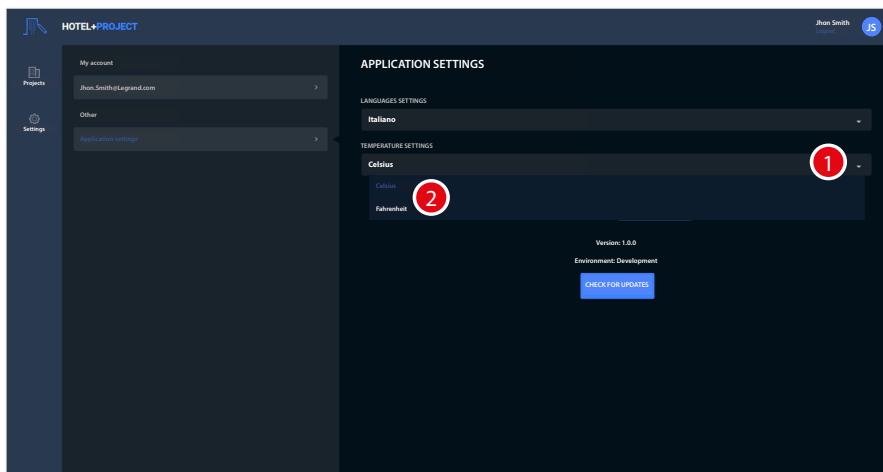 HOTEL+PROJECT
Jhon Smith
Logout
JS
Projects
Settings
My account
Jhon.Smith@Legrand.com
Other
Application settings
APPLICATION SETTINGS
LANGUAGES SETTINGS
Italiano
TEMPERATURE SETTINGS
Celsius
1
Celsius
2
Fahrenheit
Version: 1.0.0
Environment: Development
CHECK FOR UPDATES